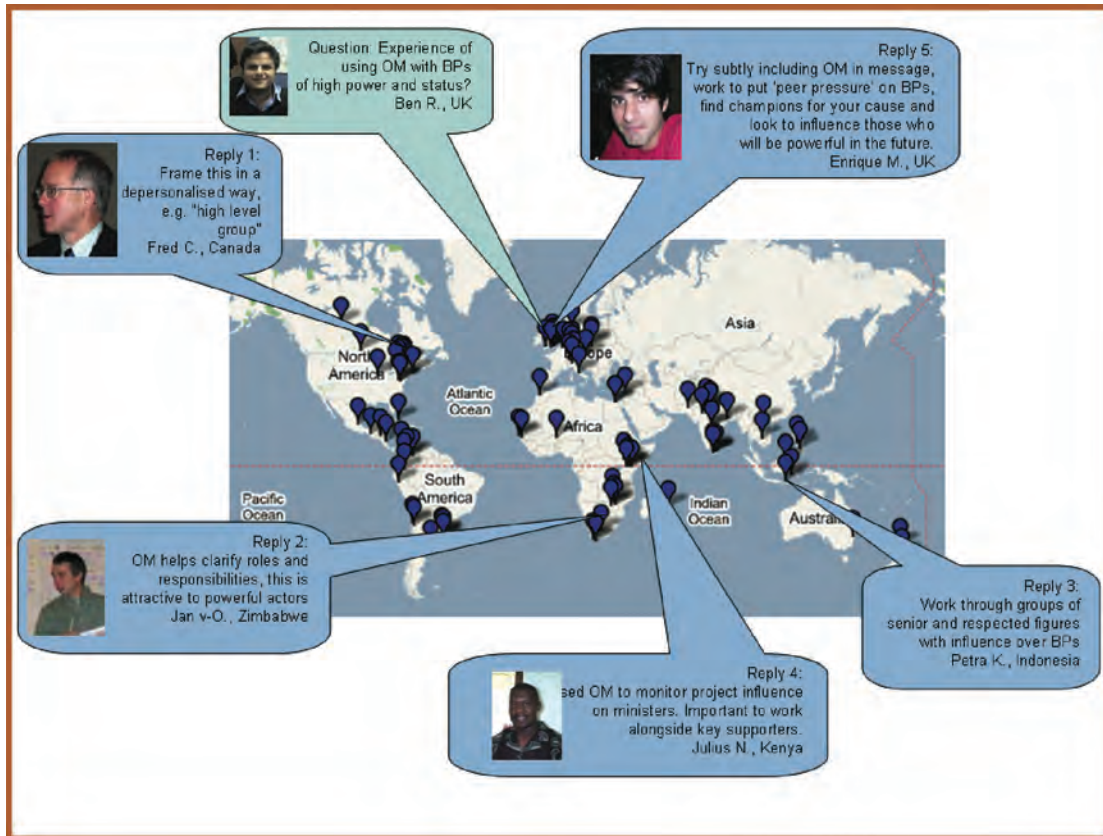 Question: Experience of
using OM with BPs
of high power and status?
Ben R., UK
Reply 5:
Try subtly including OM in message,
work to put 'peer pressure' on BPs,
find champions for your cause and
look to influence those who
will be powerful in the future.
Enrique M., UK
Reply 1:
Frame this in a
depersonalised way,
e.g. "high level
group"
Fred C., Canada
North
America
Atlantic
Ocean
Europe
Asia
Africa
South
America
Pacific
Ocean
Indian
Ocean
Australia
Reply 2:
OM helps clarify roles and
responsibilities, this is
attractive to powerful actors
Jan v-O., Zimbabwe
Reply 3:
Work through groups of
senior and respected figures
with influence over BPs
Petra K., Indonesia
Reply 4:
sed OM to monitor project influence
on ministers. Important to work
alongside key supporters.
Julius N., Kenya